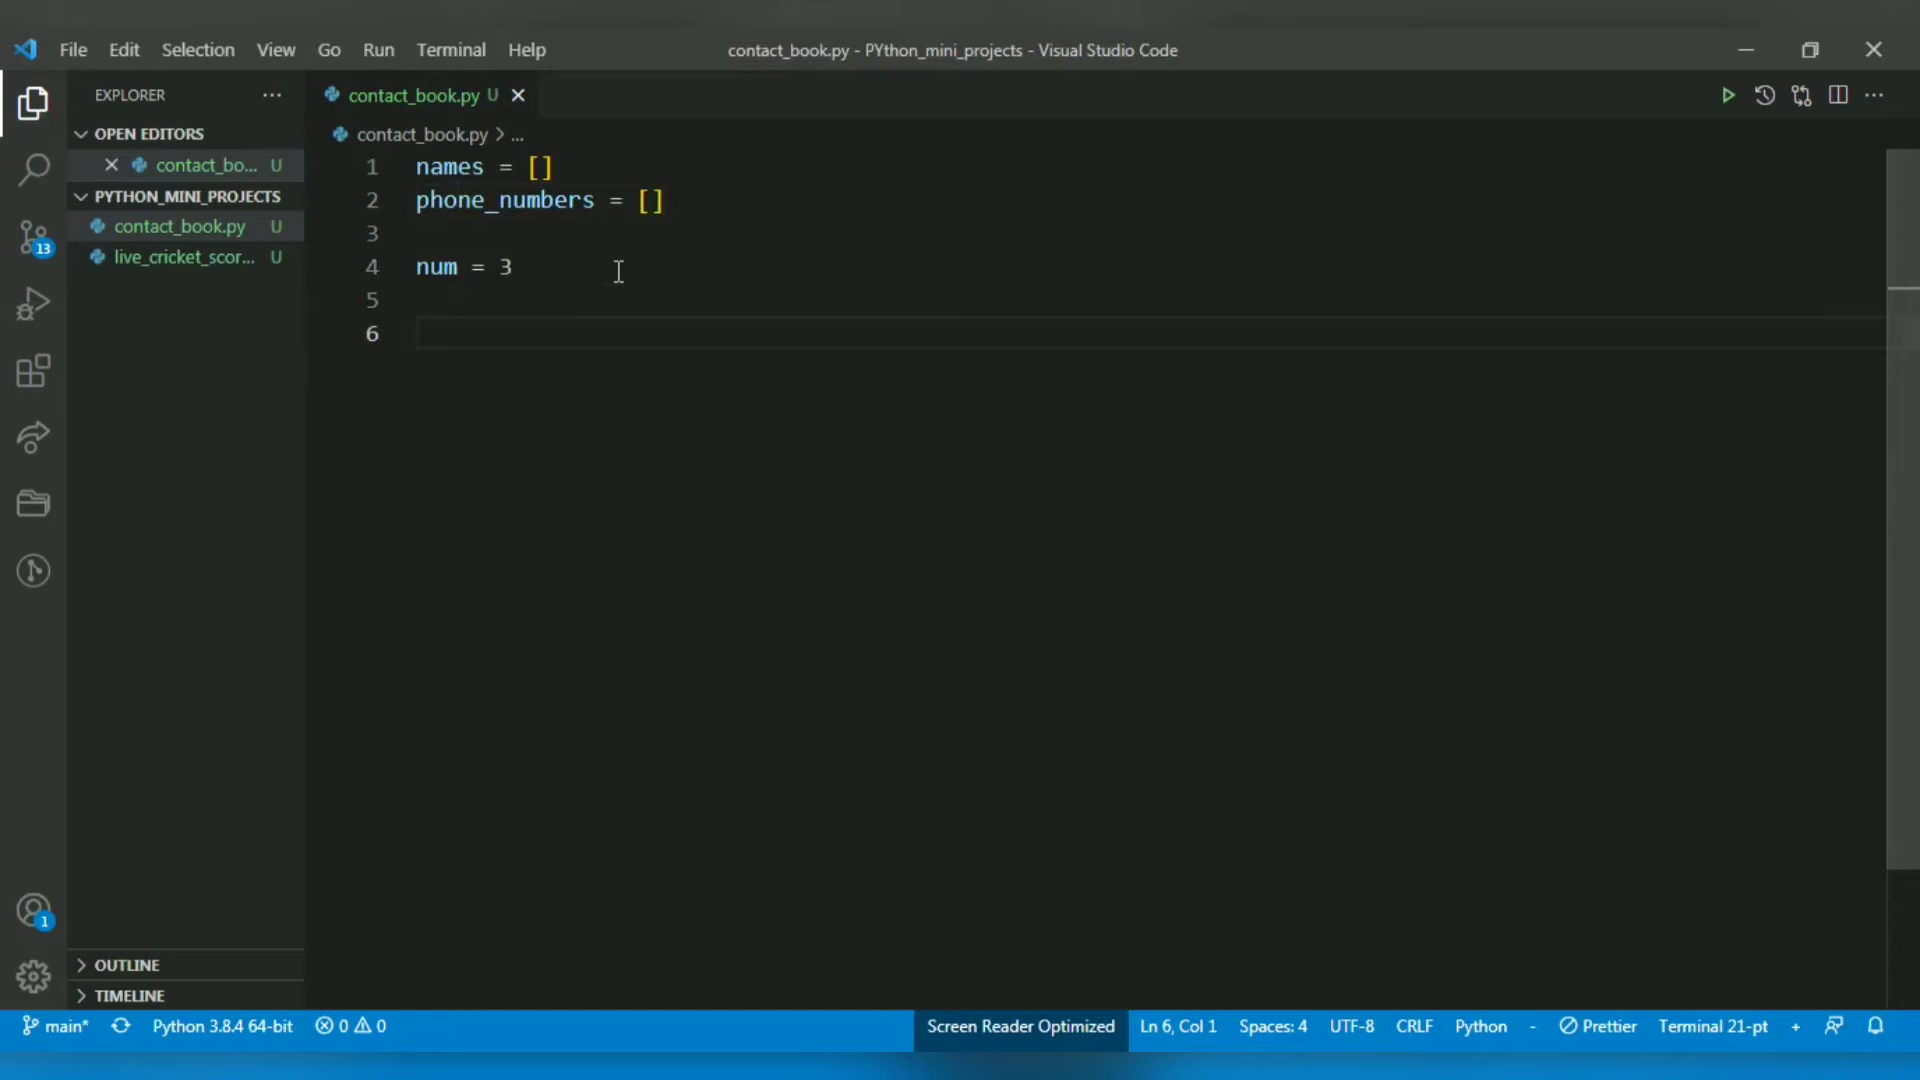 File Edit Selection View Go Run Terminal Help contact_book.py - PYthon_mini_projects - Visual Studio Code
EXPLORER ... contact_book.py U
OPEN EDITORS
contact_book.py > ...
contact_bo... U
PYTHON_MINI_PROJECTS
contact_book.py U
live_cricket_scor... U
1 names = []
2 phone_numbers = []
3
4 num = 3
5
6
13
1
OUTLINE
TIMELINE
main* Python 3.8.4 64-bit 0 0 Screen Reader Optimized Ln 6, Col 1 Spaces: 4 UTF-8 CRLF Python - Prettier Terminal 21-pt +